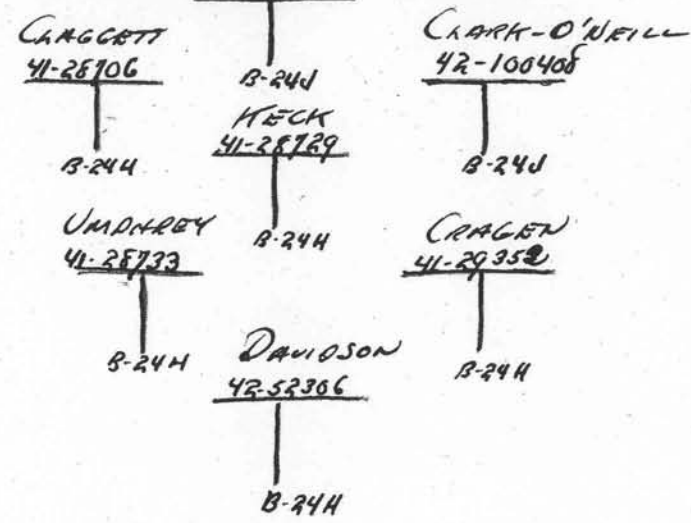 CLAGGETT
41-28706
B-24H
B-24J
CLARK-O'NEILL
42-100408
B-24J
KECK
41-28729
B-24H
UMPHREY
41-28733
B-24H
CRAGEN
41-29352
B-24H
DAVIDSON
42-52306
B-24H